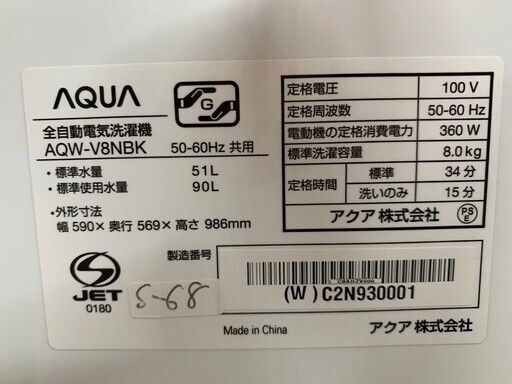 AQUA
G
全自動電気洗濯機
AQW-V8NBK 50-60Hz 共用
・標準水量 51L
・標準使用水量 90L
・外形寸法
幅 590× 奥行 569× 高さ 986mm
定格電圧 100 V
定格周波数 50-60 Hz
電動機の定格消費電力 360 W
標準洗濯容量 8.0kg
定格時間 標準 34分
洗いのみ 15分
アクア株式会社 PSE
製造番号
(W) C2N930001
S JET
0180
S-68
Made in China
アクア株式会社